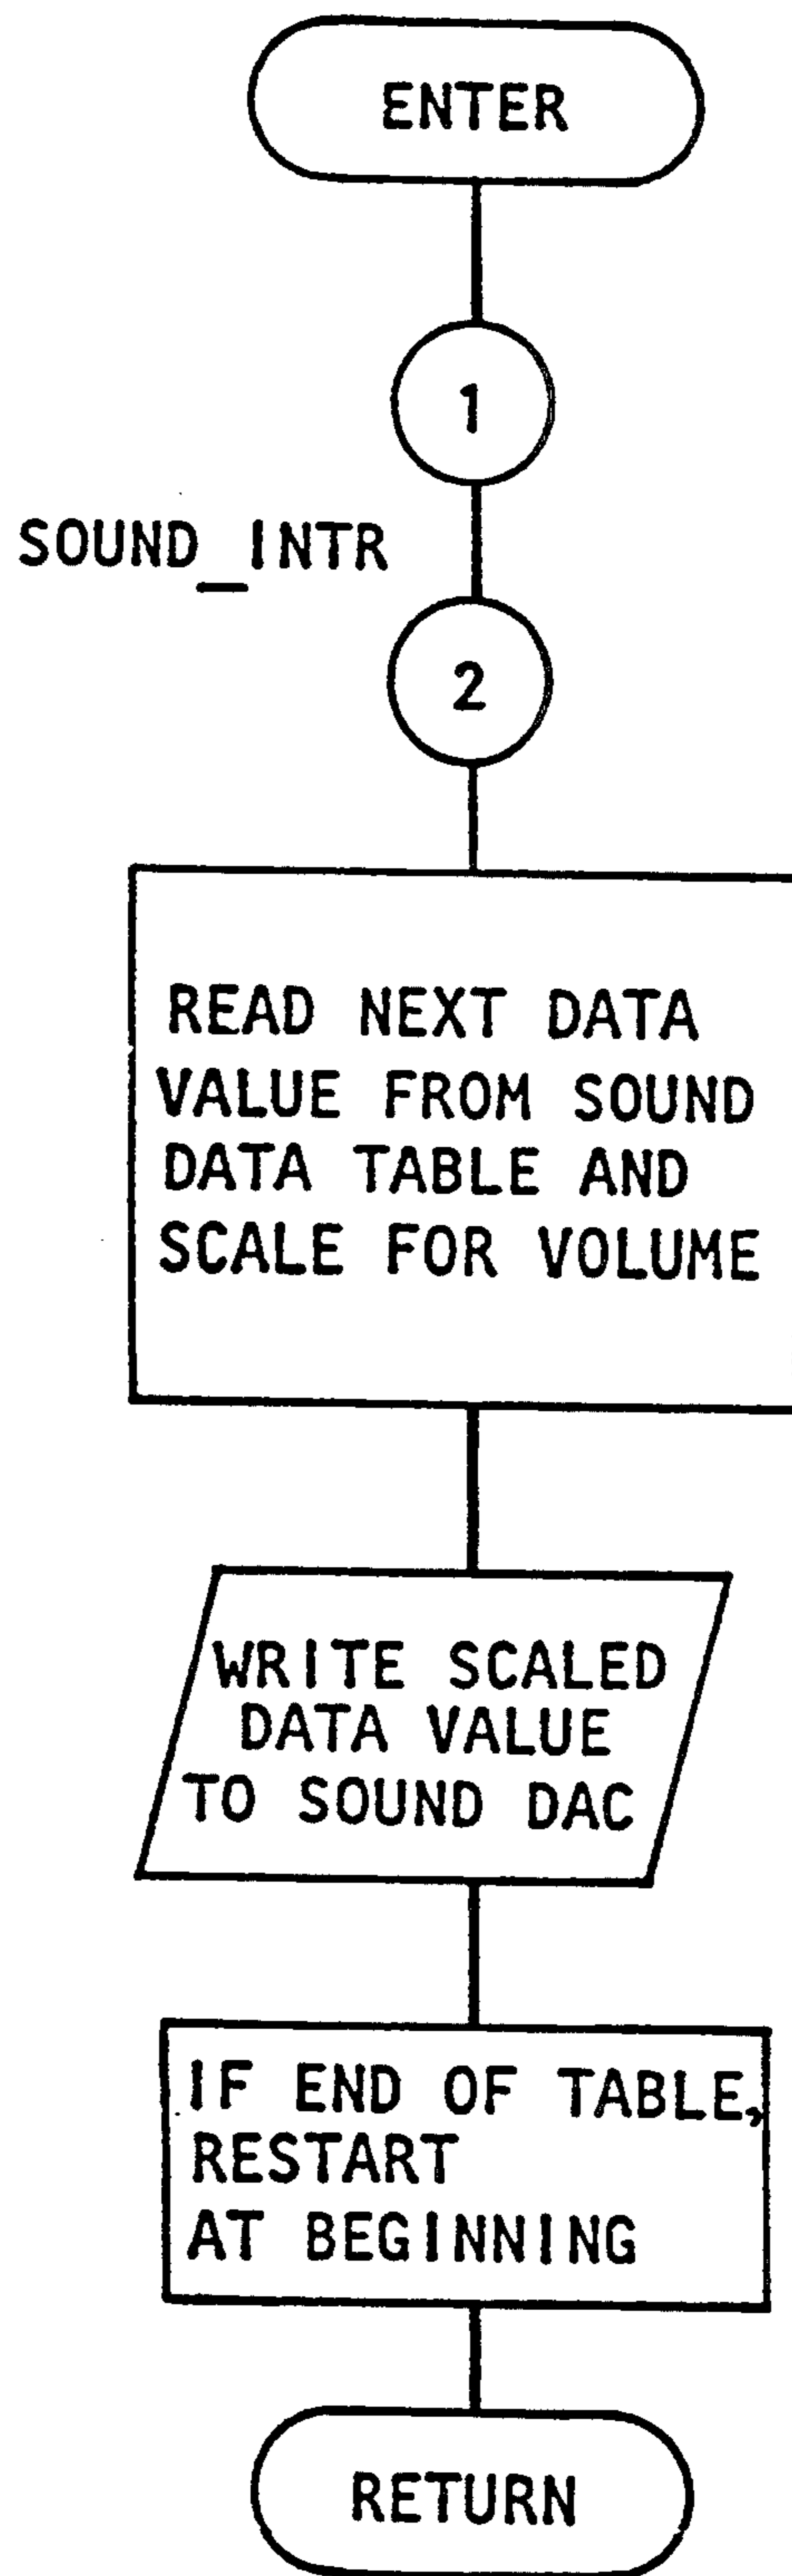 ENTER
1
SOUND_INTR
2
READ NEXT DATA
VALUE FROM SOUND
DATA TABLE AND
SCALE FOR VOLUME
WRITE SCALED
DATA VALUE
TO SOUND DAC
IF END OF TABLE,
RESTART
AT BEGINNING
RETURN